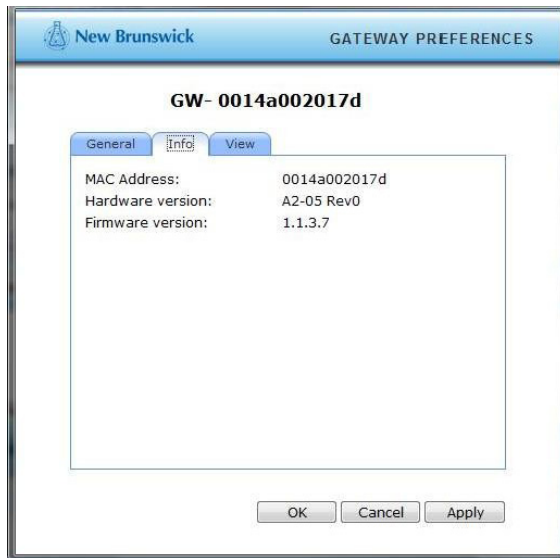 New Brunswick GATEWAY PREFERENCES
GW- 0014a002017d
General Info View
MAC Address: 0014a002017d
Hardware version: A2-05 Rev0
Firmware version: 1.1.3.7
OK Cancel Apply